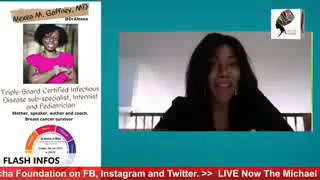 Alexea M. Gaffney, MD
@DrAlexea
Triple-Board Certified Infectious
Disease sub-specialist, Internist
and Pediatrician
Mother, speaker, author and coach.
Breast cancer survivor
FLASH INFOS
cha Foundation on FB, Instagram and Twitter. >> LIVE Now The Michael